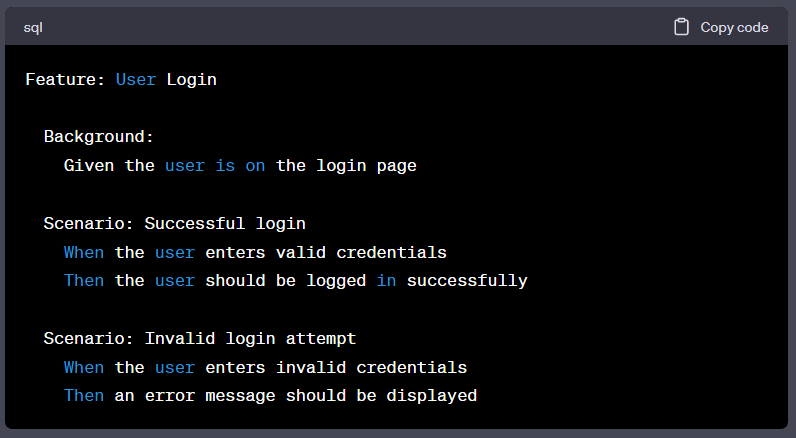 sql
Copy code
Feature: User Login
Background:
Given the user is on the login page
Scenario: Successful login
When the user enters valid credentials
Then the user should be logged in successfully
Scenario: Invalid login attempt
When the user enters invalid credentials
Then an error message should be displayed